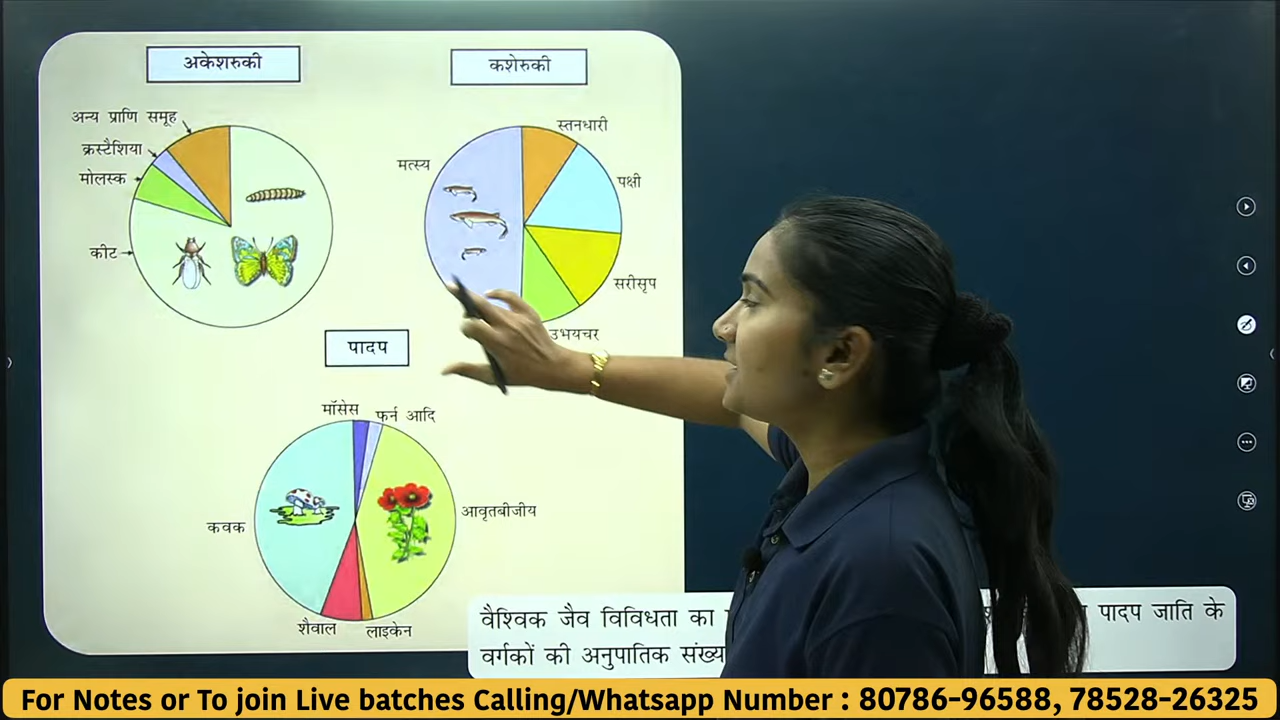 अकेशरुकी
कशेरुकी
अन्य प्राणि समूह
क्रस्टैशिया
मोलस्क
कीट
स्तनधारी
मत्स्य
पक्षी
सरीसृप
उभयचर
पादप
मॉसेस
फर्न आदि
कवक
आवृतबीजीय
शैवाल
लाइकेन
वैश्विक जैव विविधता का पादप जाति के
वर्गकों की अनुपातिक
For Notes or To join Live batches Calling/Whatsapp Number : 80786-96588, 78528-26325